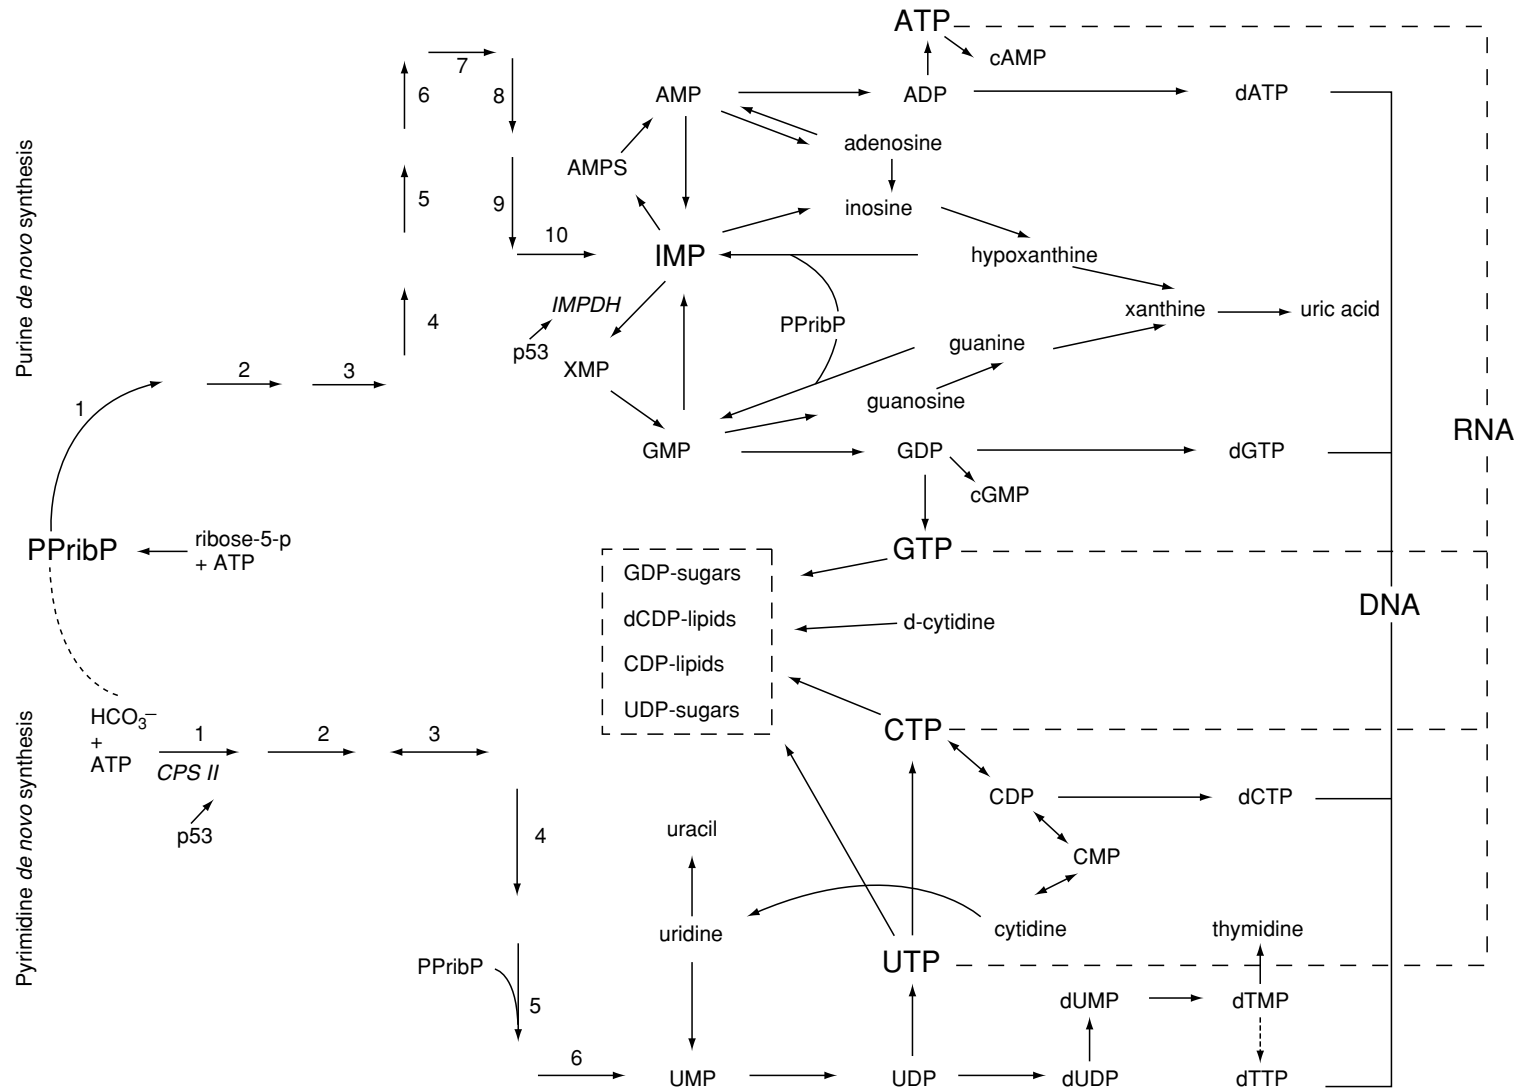 ATP
cAMP
7
6
8
AMP
ADP
dATP
adenosine
AMPS
Purine de novo synthesis
5
9
inosine
10
IMP
hypoxanthine
IMPDH
4
PPribP
xanthine
uric acid
p53
guanine
XMP
2
3
1
guanosine
RNA
GMP
GDP
dGTP
cGMP
PPribP
ribose-5-p
+ ATP
GTP
GDP-sugars
DNA
dCDP-lipids
d-cytidine
CDP-lipids
UDP-sugars
HCO3–
+
ATP
1
2
3
CTP
CPS II
Pyrimidine de novo synthesis
p53
CDP
dCTP
4
uracil
CMP
uridine
cytidine
thymidine
PPribP
UTP
5
dUMP
dTMP
6
UMP
UDP
dUDP
dTTP